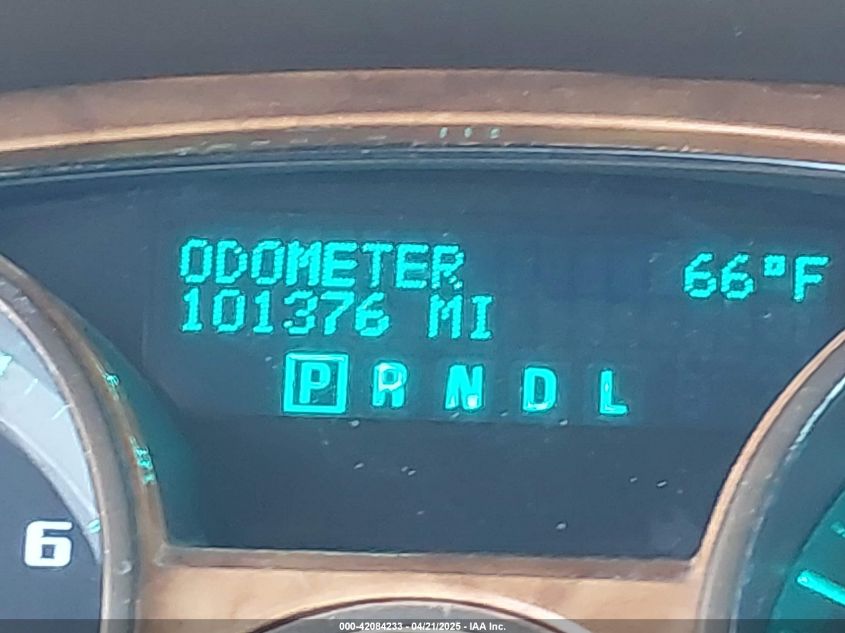 ODOMETER 66°F
101376 MI
P R N D L
6
000-42084233 - 04/21/2025 - IAA Inc.